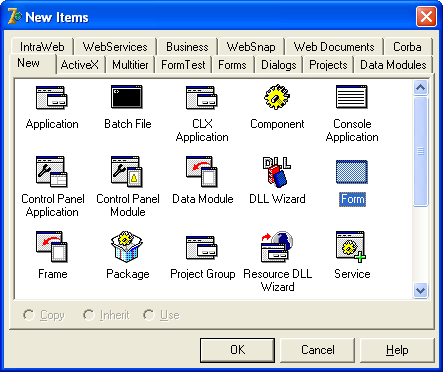 New Items
IntraWeb WebServices Business WebSnap Web Documents Corba
New ActiveX Multitier FormTest Forms Dialogs Projects Data Modules
Application Batch File CLX Application Component Console Application
Control Panel Application Control Panel Module Data Module DLL Wizard Form
Frame Package Project Group Resource DLL Wizard Service
Copy Inherit Use
OK Cancel Help